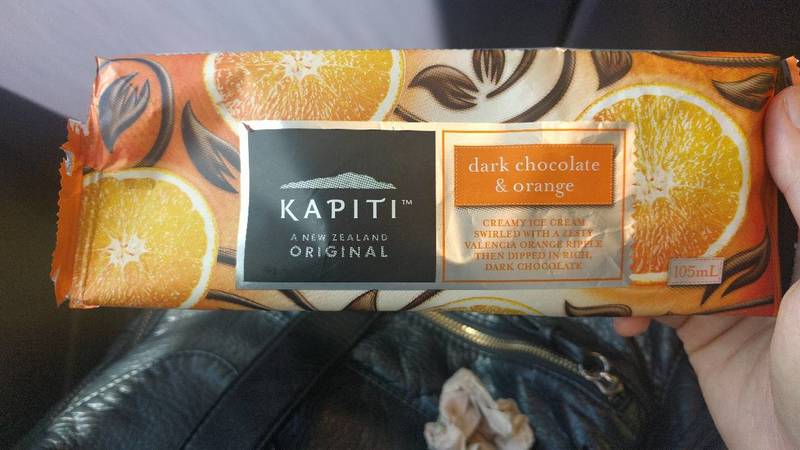 KAPITI™
A NEW ZEALAND
ORIGINAL
dark chocolate
& orange
CREAMY ICE CREAM
SWIRLED WITH A ZESTY
VALENCIA ORANGE RIPPLE
THEN DIPPED IN RICH,
DARK CHOCOLATE
105mL